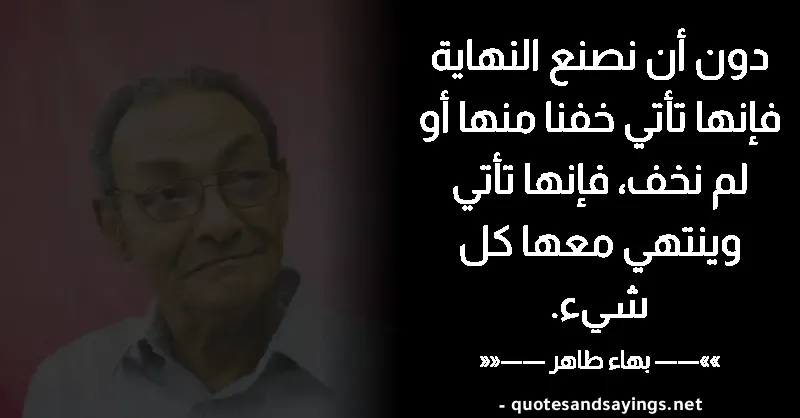 دون أن نصنع النهاية
فإنها تأتي خفنا منها أو
لم نخف، فإنها تأتي
وينتهي معها كل
شيء.
»»—— بهاء طاهر ——««
- quotesandsayings.net